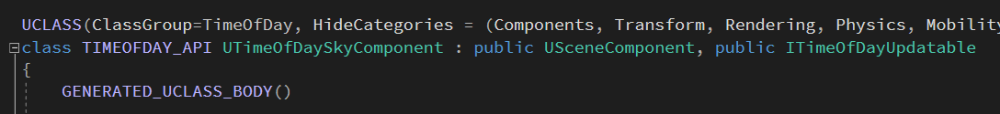 UCLASS(ClassGroup=TimeOfDay, HideCategories = (Components, Transform, Rendering, Physics, Mobility
class TIMEOFDAY_API UTimeOfDaySkyComponent : public USceneComponent, public ITimeOfDayUpdatable
{
GENERATED_UCLASS_BODY()